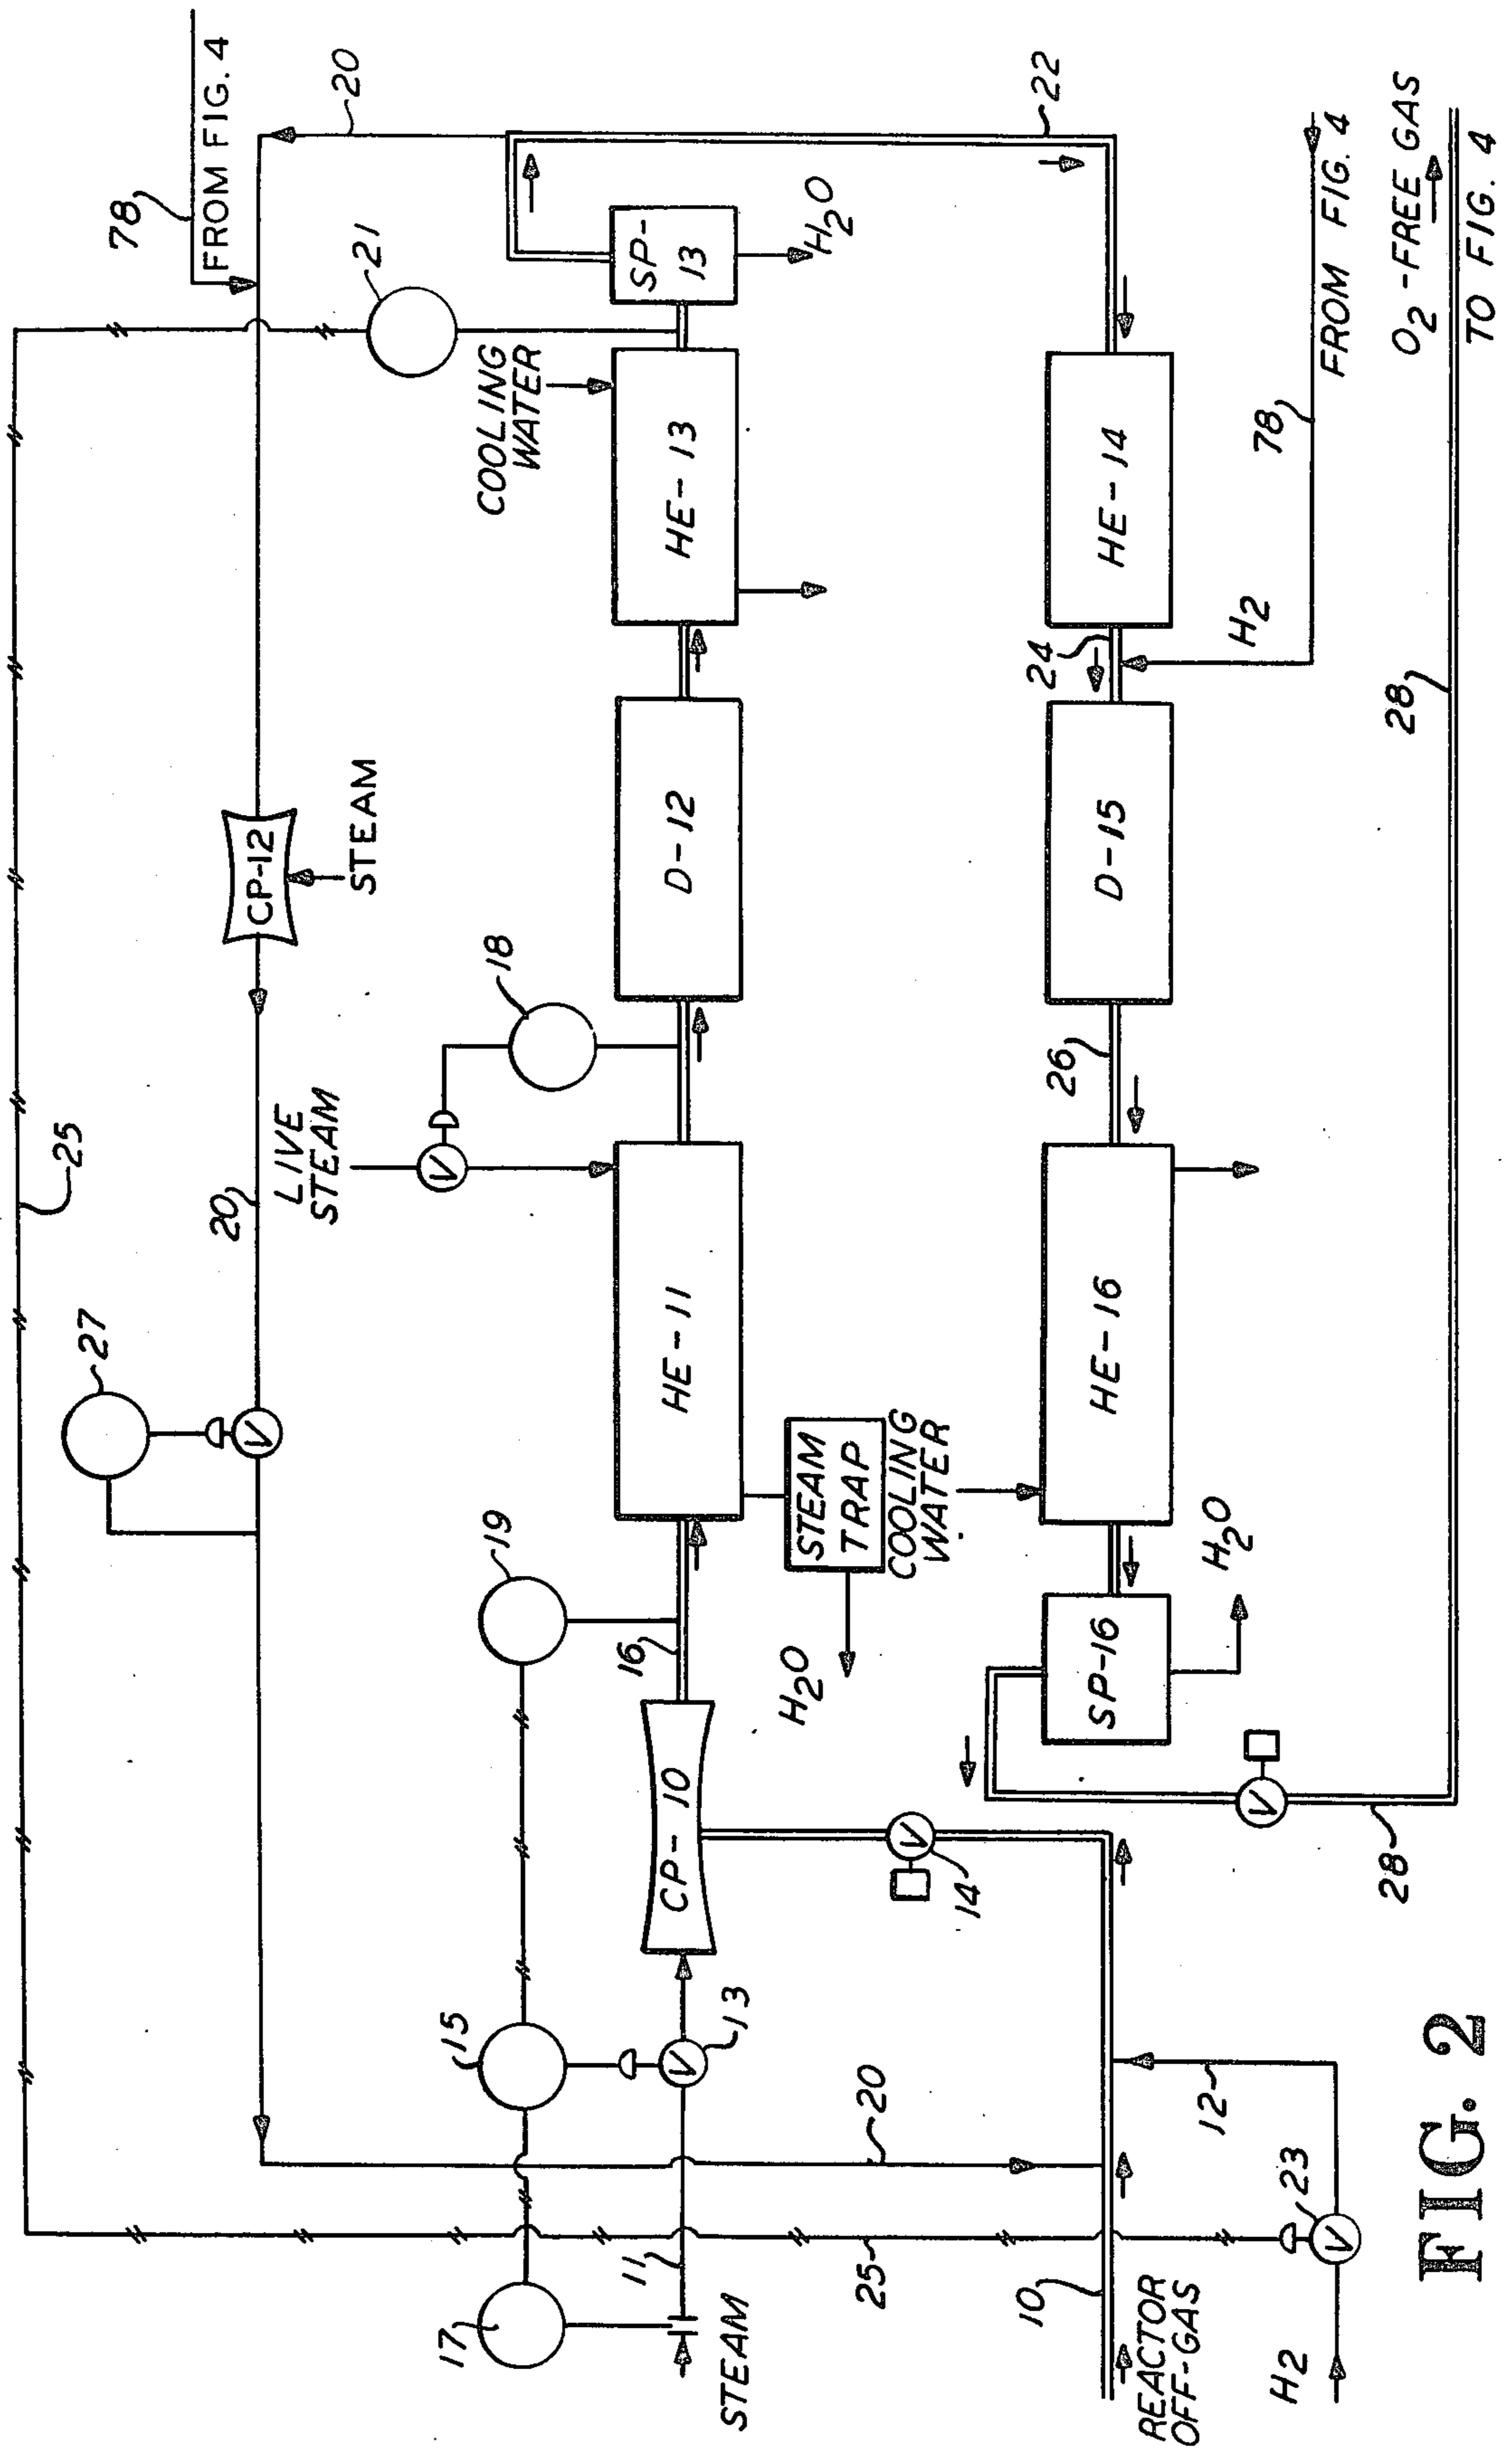 78
FROM FIG. 4
20
21
25
27
20
CP-12
STEAM
LIVE
STEAM
18
COOLING
WATER
19
15
17
V
V
V
13
11
STEAM
CP-10
16
HE-11
D-12
HE-13
SP-
13
H2O
STEAM
TRAP
H2O
COOLING
WATER
14
V
20
25
10
REACTOR
OFF-GAS
12
H2
23
V
SP-16
H2O
HE-16
26
D-15
24
HE-14
22
H2
78
FROM FIG. 4
V
28
28
O2-FREE GAS
TO FIG. 4
FIG. 2